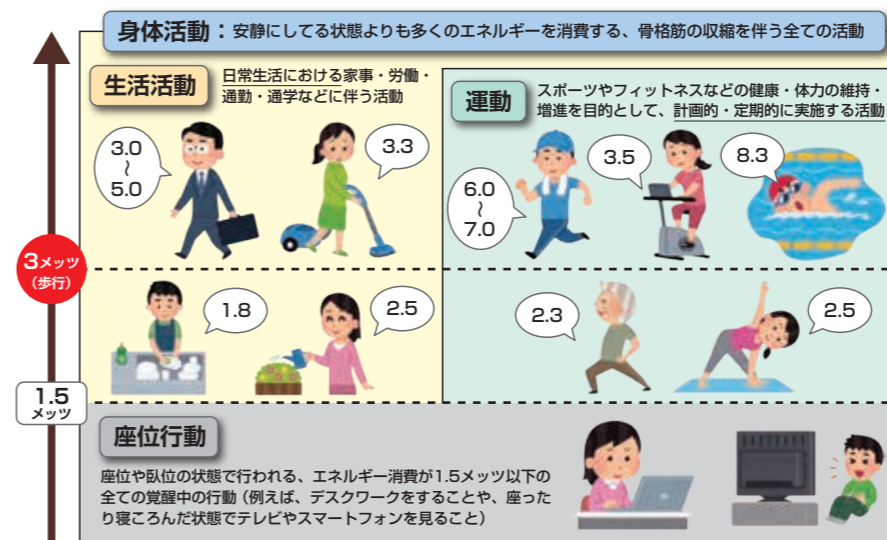 身体活動：安静にしてる状態よりも多くのエネルギーを消費する、骨格筋の収縮を伴う全ての活動
生活活動
日常生活における家事・労働・
通勤・通学などに伴う活動
運動
スポーツやフィットネスなどの健康・体力の維持・
増進を目的として、計画的・定期的に実施する活動
3.0
〜
5.0
3.3
6.0
〜
7.0
3.5
8.3
3メッツ
（歩行）
1.8
2.5
2.3
2.5
1.5
メッツ
座位行動
座位や臥位の状態で行われる、エネルギー消費が1.5メッツ以下の
全ての覚醒中の行動（例えば、デスクワークをすることや、座った
り寝ころんだ状態でテレビやスマートフォンを見ること）